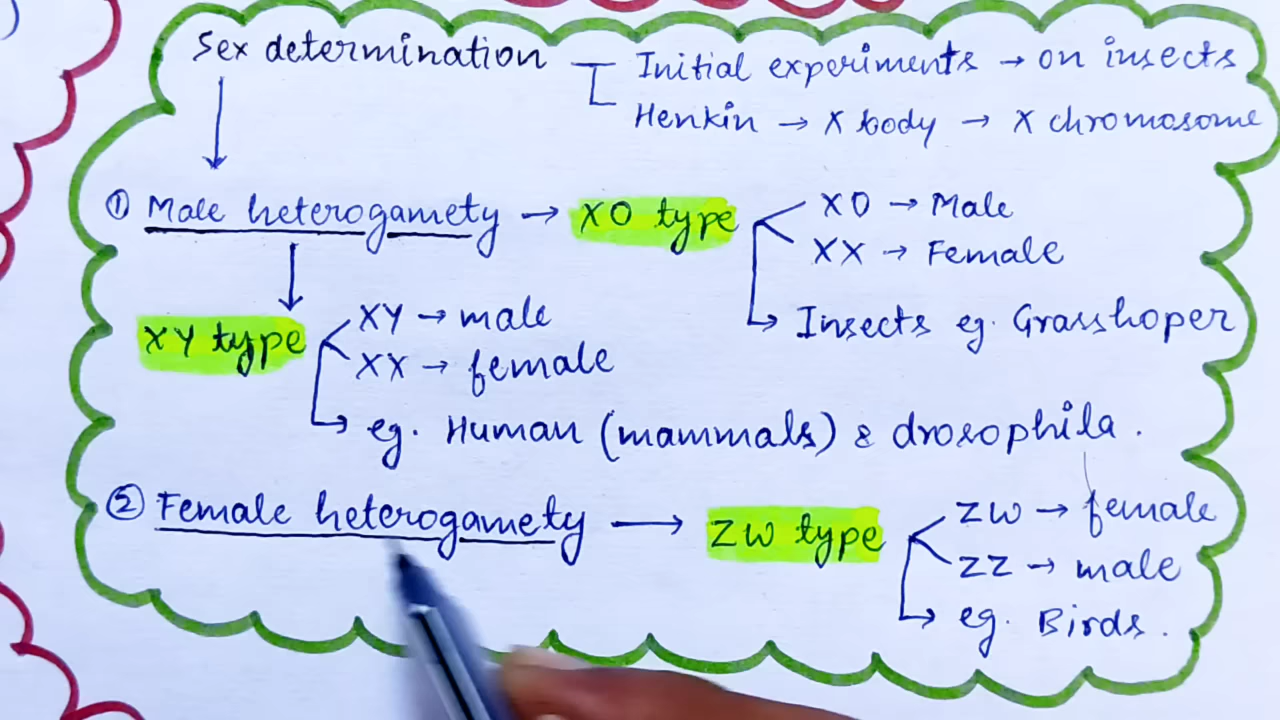 Sex determination
Initial experiments → on insects
Henkin → X body → X chromosome
① Male heterogamety → XO type
XO → Male
XX → Female
Insects eg. Grasshoper
XY type
XY → male
XX → female
eg. Human (mammals) & drosophila.
② Female heterogamety → ZW type
ZW → female
ZZ → male
eg. Birds.